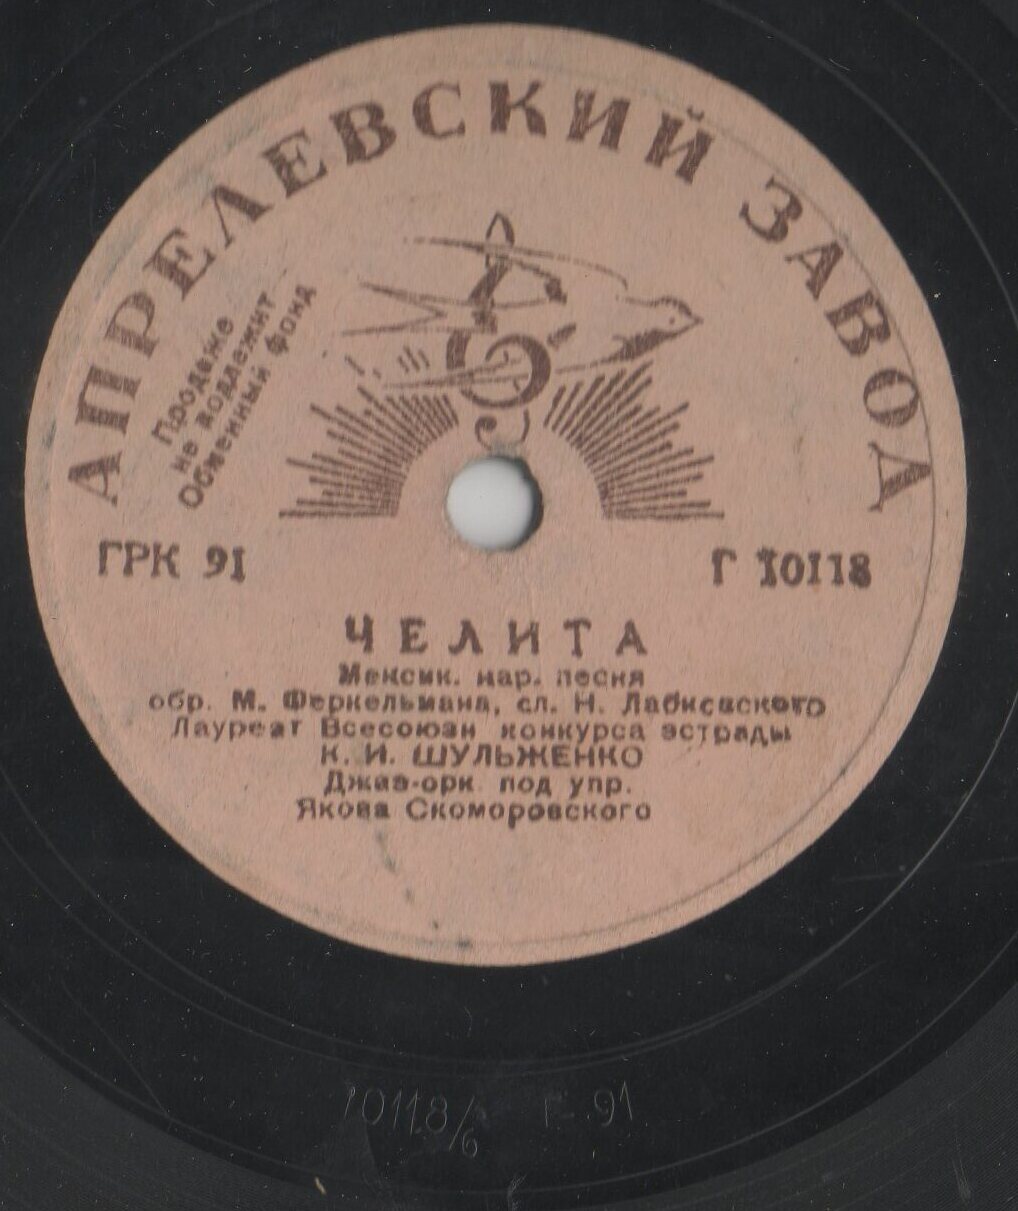 АПРЕЛЕВСКИЙ ЗАВОД
Продаже
не подлежит
Обменный фонд
ГРК 91
Г 10118
ЧЕЛИТА
Мексик. нар. песня
обр. М. Феркельмана, сл. Н. Лабковского
Лауреат Всесоюзн конкурса эстрады
К. И. ШУЛЬЖЕНКО
Джаз-орк под упр.
Якова Скоморовского
10118/6 Г-91